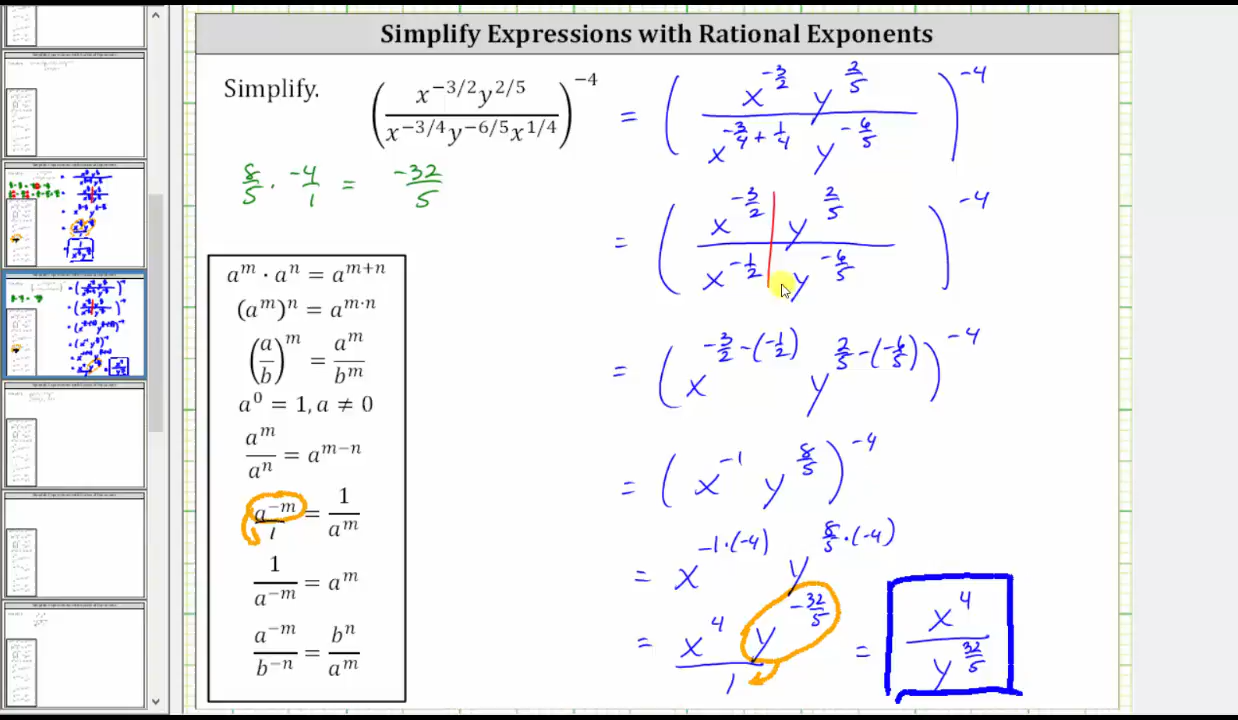 Simplify Expressions with Rational Exponents
Simplify. (x^{−3/2}y^{2/5} / x^{−3/4}y^{−6/5}x^{1/4})^{−4} = (x^{-3/2} y^{2/5} / x^{-3/4 + 1/4} y^{-6/5})^{-4}
8/5 · -4/1 = -32/5
= (x^{-3/2} y^{2/5} / x^{-1/2} y^{-6/5})^{-4}
= (x^{-3/2 - (-1/2)} y^{2/5 - (-6/5)})^{-4}
= (x^{-1} y^{8/5})^{-4}
= x^{-1·(-4)} y^{8/5·(-4)}
= x^4 y^{-32/5} / 1 = x^4 / y^{32/5}
a^m · a^n = a^{m+n}
(a^m)^n = a^{m·n}
(a/b)^m = a^m / b^m
a^0 = 1, a ≠ 0
a^m / a^n = a^{m−n}
a^{−m} / 1 = 1 / a^m
1 / a^{−m} = a^m
a^{−m} / b^{−n} = b^n / a^m